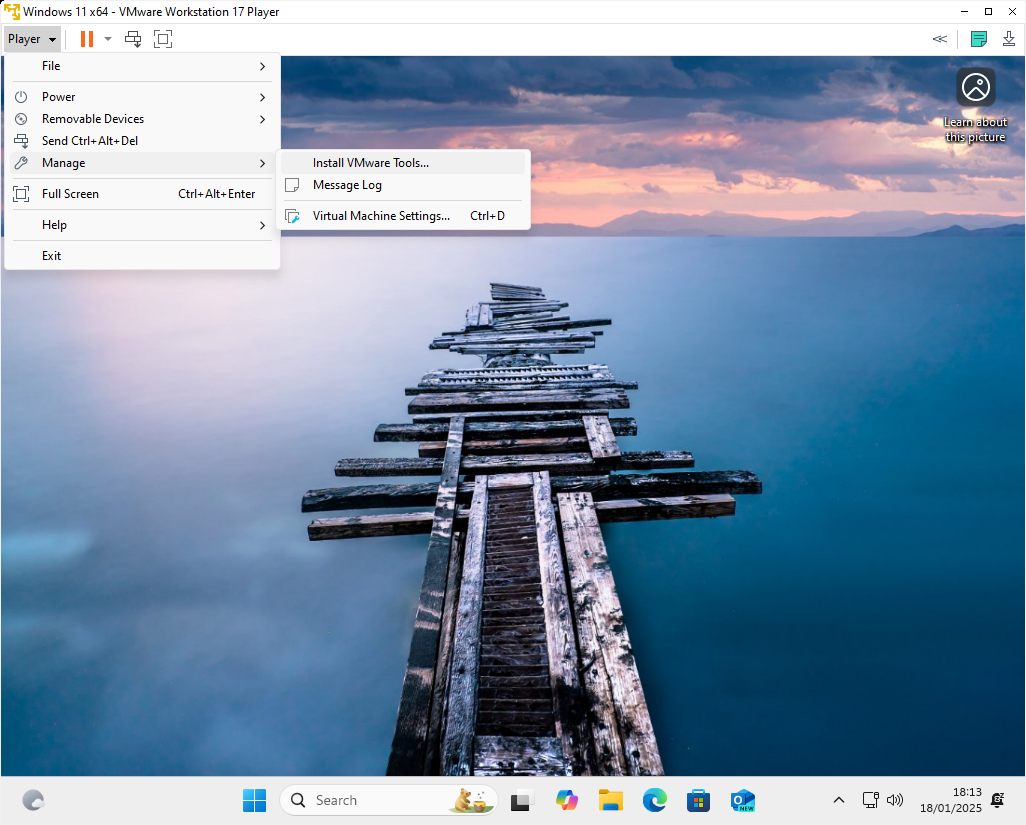 Windows 11 x64 - VMware Workstation 17 Player
Player
File
Power
Removable Devices
Send Ctrl+Alt+Del
Manage
Full Screen Ctrl+Alt+Enter
Help
Exit
Install VMware Tools...
Message Log
Virtual Machine Settings... Ctrl+D
Learn about
this picture
Search
NEW
18:13
18/01/2025